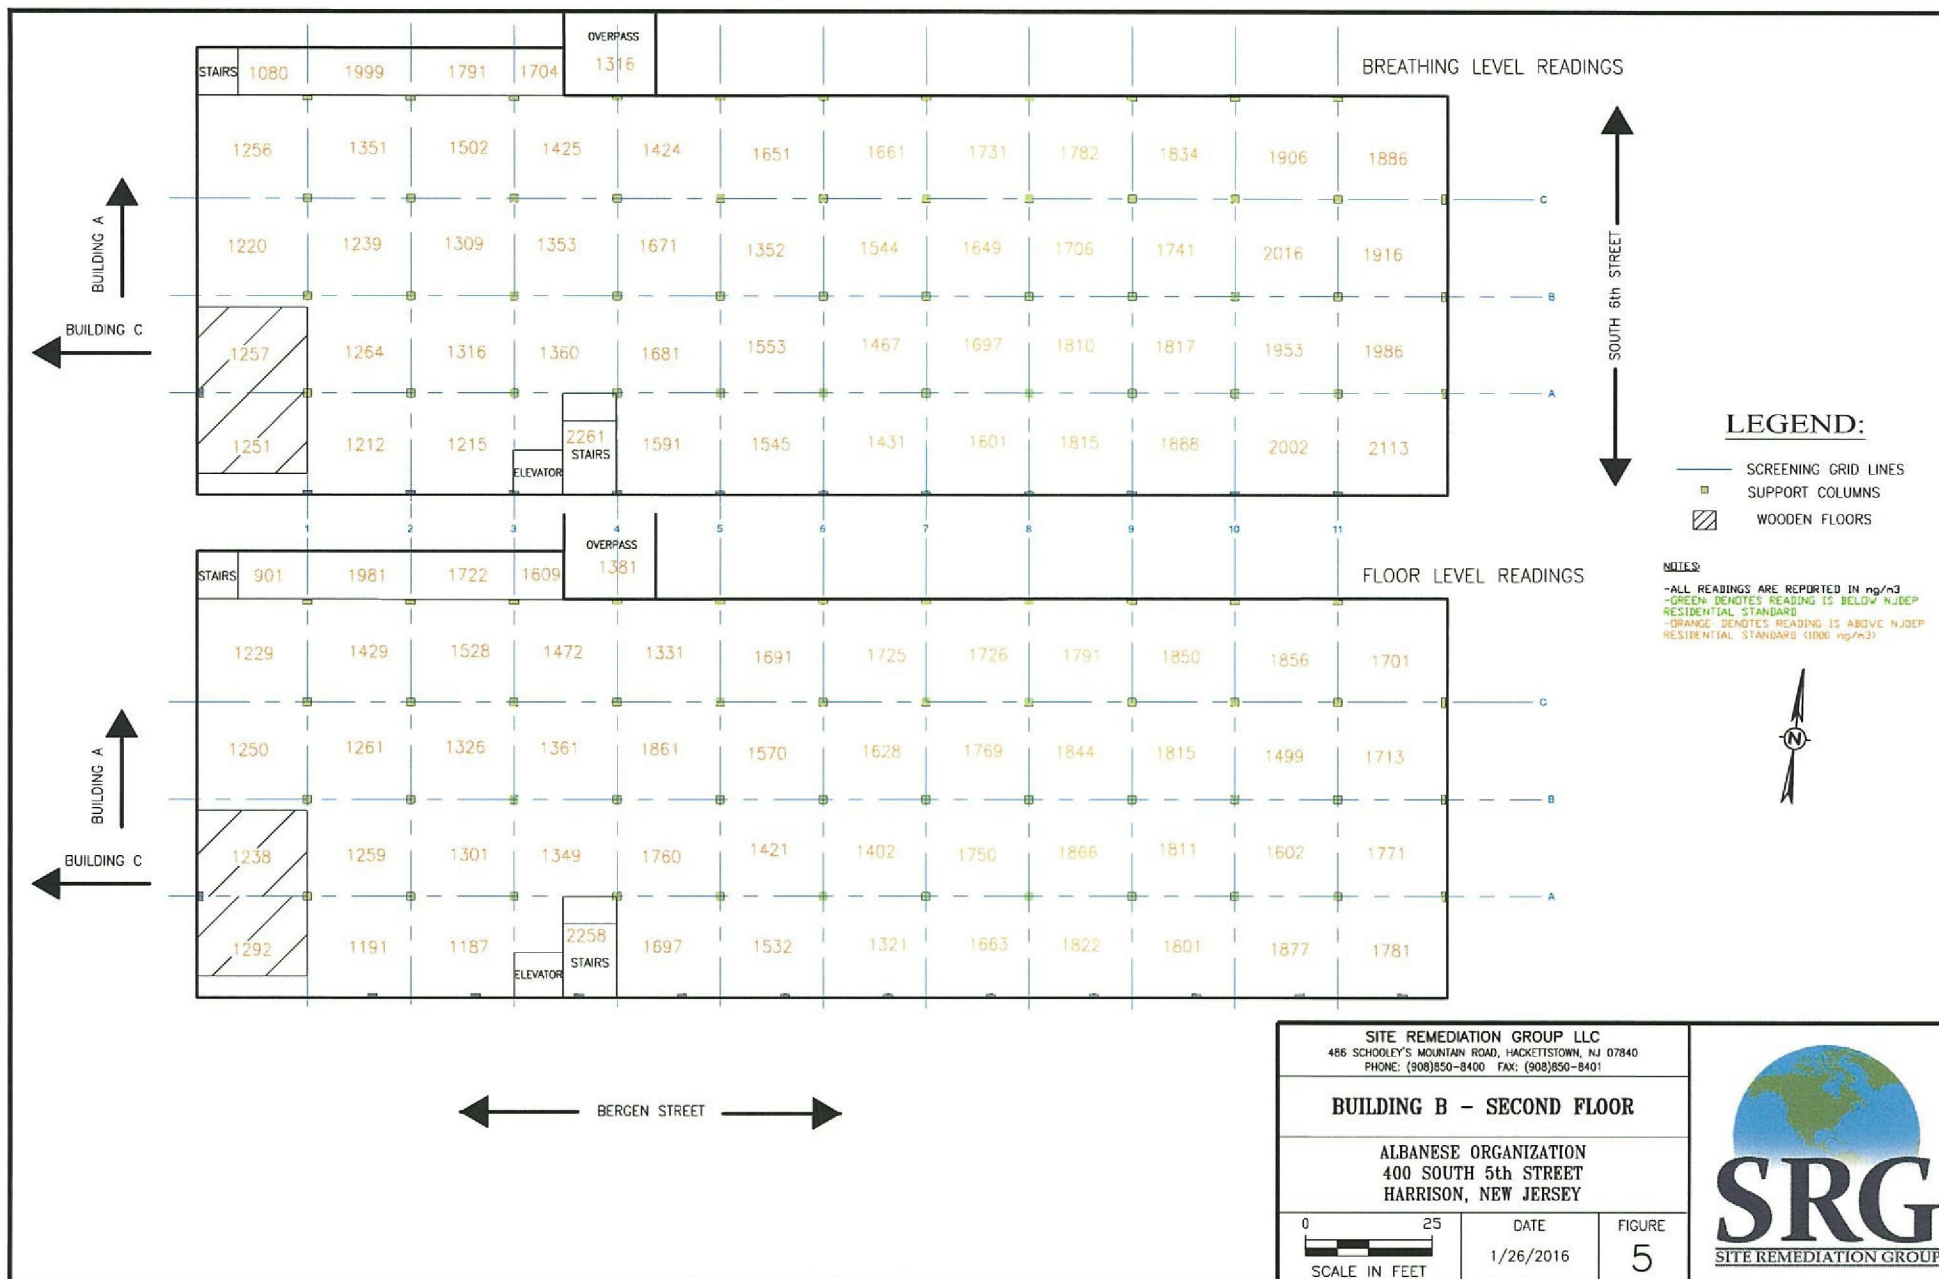 OVERPASS
BREATHING LEVEL READINGS
STAIRS 1080 1999 1791 1704 1316
1256 1351 1502 1425 1424 1651 1661 1731 1782 1834 1906 1886
C
BUILDING A
1220 1239 1309 1353 1671 1352 1544 1649 1706 1741 2016 1916
SOUTH 6th STREET
B
BUILDING C
1257 1264 1316 1360 1681 1553 1467 1697 1810 1817 1953 1986
A
1251 1212 1215 2261 1591 1545 1431 1601 1815 1868 2002 2113
STAIRS
ELEVATOR
1 2 3 4 5 6 7 8 9 10 11
LEGEND:
SCREENING GRID LINES
SUPPORT COLUMNS
WOODEN FLOORS
NOTES:
-ALL READINGS ARE REPORTED IN ng/m3
-GREEN: DENOTES READING IS BELOW NJDEP
RESIDENTIAL STANDARD
-ORANGE: DENOTES READING IS ABOVE NJDEP
RESIDENTIAL STANDARD (1000 ng/m3)
N
OVERPASS
FLOOR LEVEL READINGS
STAIRS 901 1981 1722 1609 1381
1229 1429 1528 1472 1331 1691 1725 1726 1791 1850 1856 1701
C
BUILDING A
1250 1261 1326 1361 1861 1570 1628 1769 1844 1815 1499 1713
B
BUILDING C
1238 1259 1301 1349 1760 1421 1402 1750 1866 1811 1602 1771
A
1292 1191 1187 2258 1697 1532 1321 1663 1822 1801 1877 1781
STAIRS
ELEVATOR
BERGEN STREET
SITE REMEDIATION GROUP LLC
486 SCHOOLEY'S MOUNTAIN ROAD, HACKETTSTOWN, NJ 07840
PHONE: (908)850-8400 FAX: (908)850-8401
BUILDING B - SECOND FLOOR
ALBANESE ORGANIZATION
400 SOUTH 5th STREET
HARRISON, NEW JERSEY
0 25
SCALE IN FEET
DATE
1/26/2016
FIGURE
5
SRG
SITE REMEDIATION GROUP